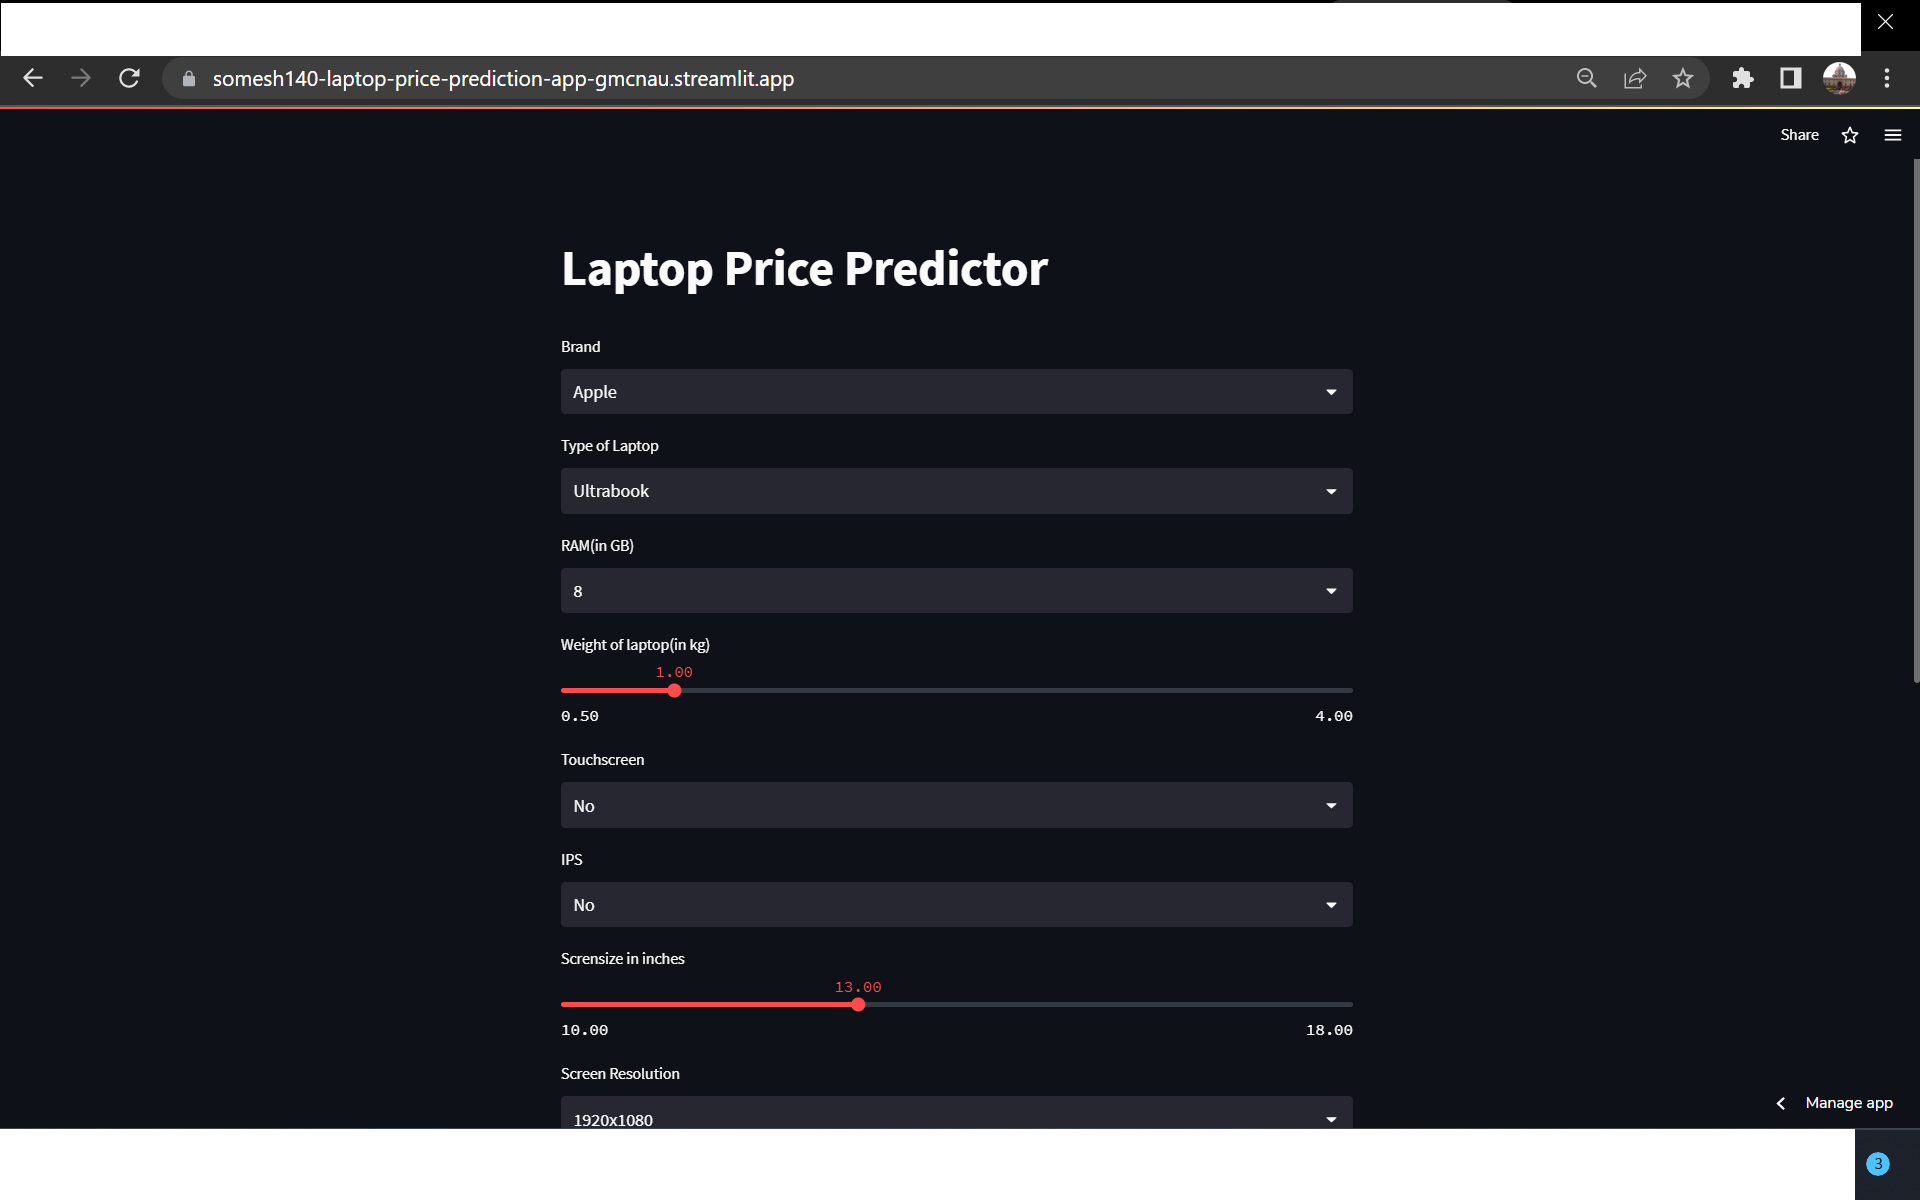 somesh140-laptop-price-prediction-app-gmcnau.streamlit.app
Share
Laptop Price Predictor
Brand
Apple
Type of Laptop
Ultrabook
RAM(in GB)
8
Weight of laptop(in kg)
1.00
0.50 4.00
Touchscreen
No
IPS
No
Scrensize in inches
13.00
10.00 18.00
Screen Resolution
1920x1080
Manage app
3